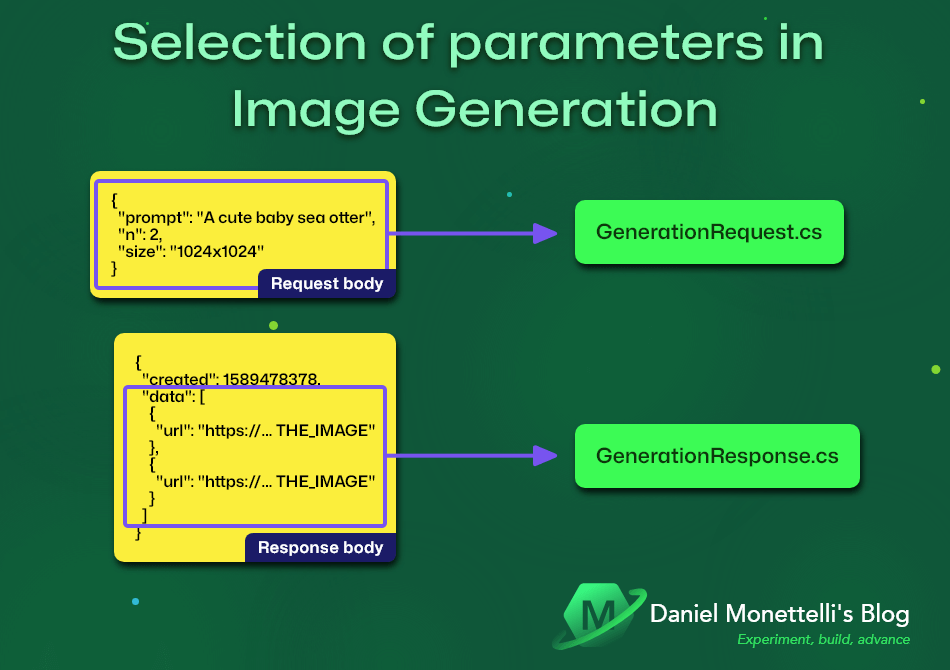 Selection of parameters in
Image Generation
{
"prompt": "A cute baby sea otter",
"n": 2,
"size": "1024x1024"
}
Request body
GenerationRequest.cs
{
"created": 1589478378,
"data": [
{
"url": "https://... THE_IMAGE"
},
{
"url": "https://... THE_IMAGE"
}
]
}
Response body
GenerationResponse.cs
M
Daniel Monettelli's Blog
Experiment, build, advance